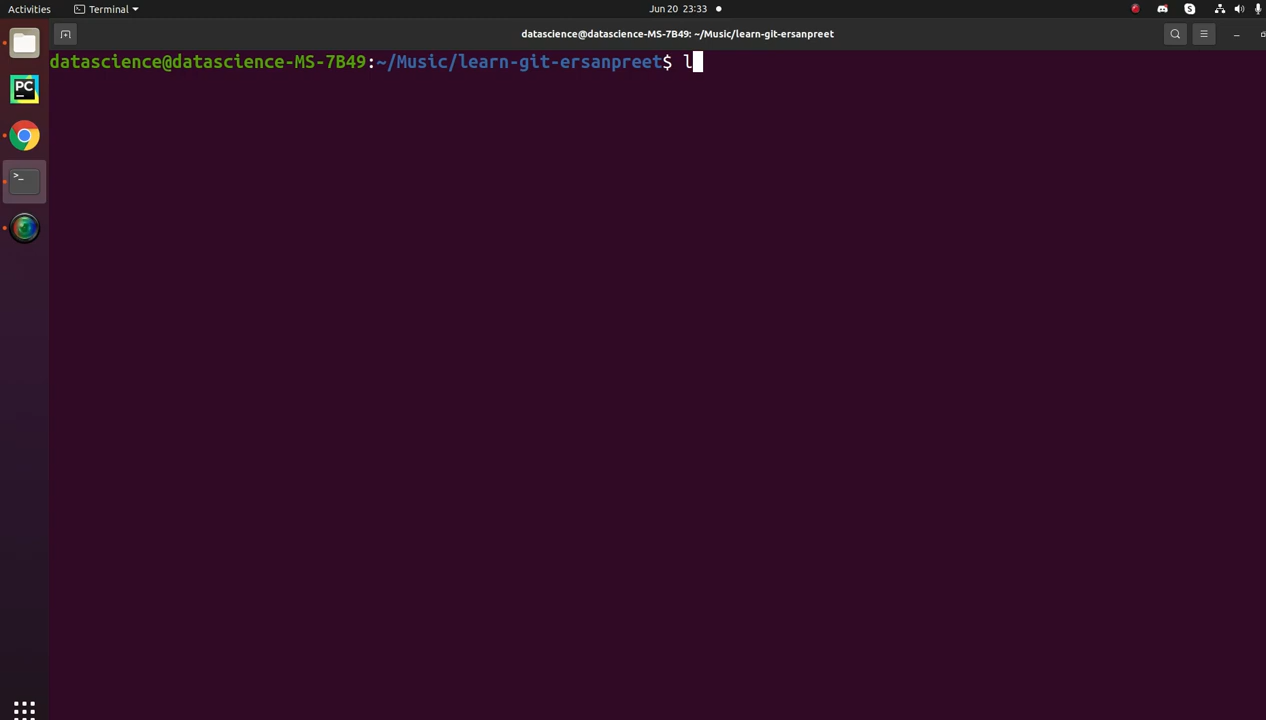 Activities
Terminal
Jun 20 23:33
datascience@datascience-MS-7B49: ~/Music/learn-git-ersanpreet
datascience@datascience-MS-7B49:~/Music/learn-git-ersanpreet$ l
PC
>_
S